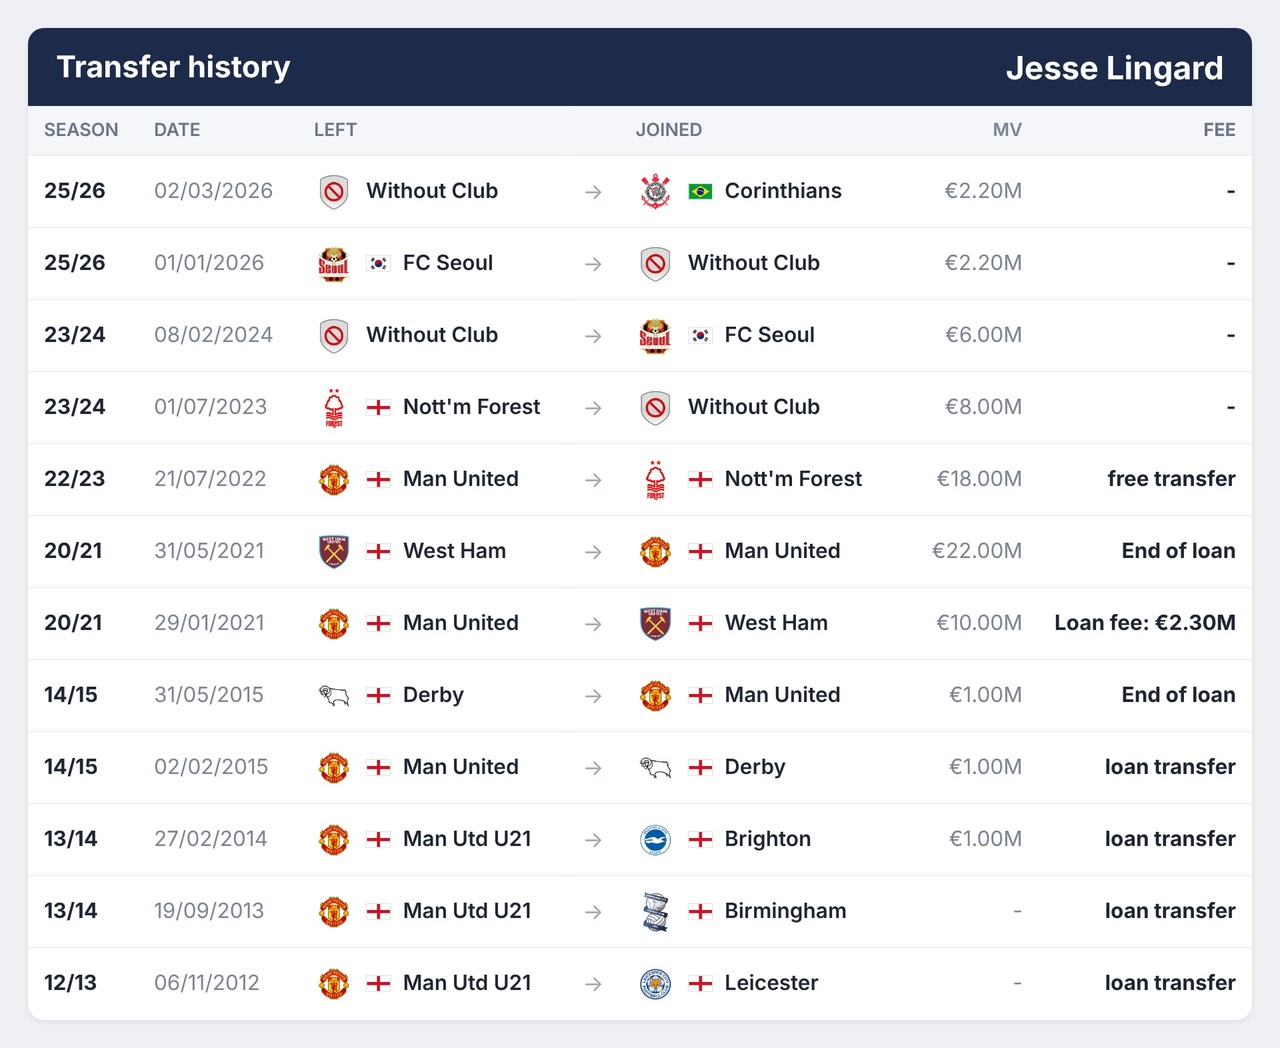 Transfer history Jesse Lingard
SEASON DATE LEFT JOINED MV FEE
25/26 02/03/2026 Without Club → Corinthians €2.20M -
25/26 01/01/2026 FC Seoul → Without Club €2.20M -
23/24 08/02/2024 Without Club → FC Seoul €6.00M -
23/24 01/07/2023 Nott'm Forest → Without Club €8.00M -
22/23 21/07/2022 Man United → Nott'm Forest €18.00M free transfer
20/21 31/05/2021 West Ham → Man United €22.00M End of loan
20/21 29/01/2021 Man United → West Ham €10.00M Loan fee: €2.30M
14/15 31/05/2015 Derby → Man United €1.00M End of loan
14/15 02/02/2015 Man United → Derby €1.00M loan transfer
13/14 27/02/2014 Man Utd U21 → Brighton €1.00M loan transfer
13/14 19/09/2013 Man Utd U21 → Birmingham - loan transfer
12/13 06/11/2012 Man Utd U21 → Leicester - loan transfer